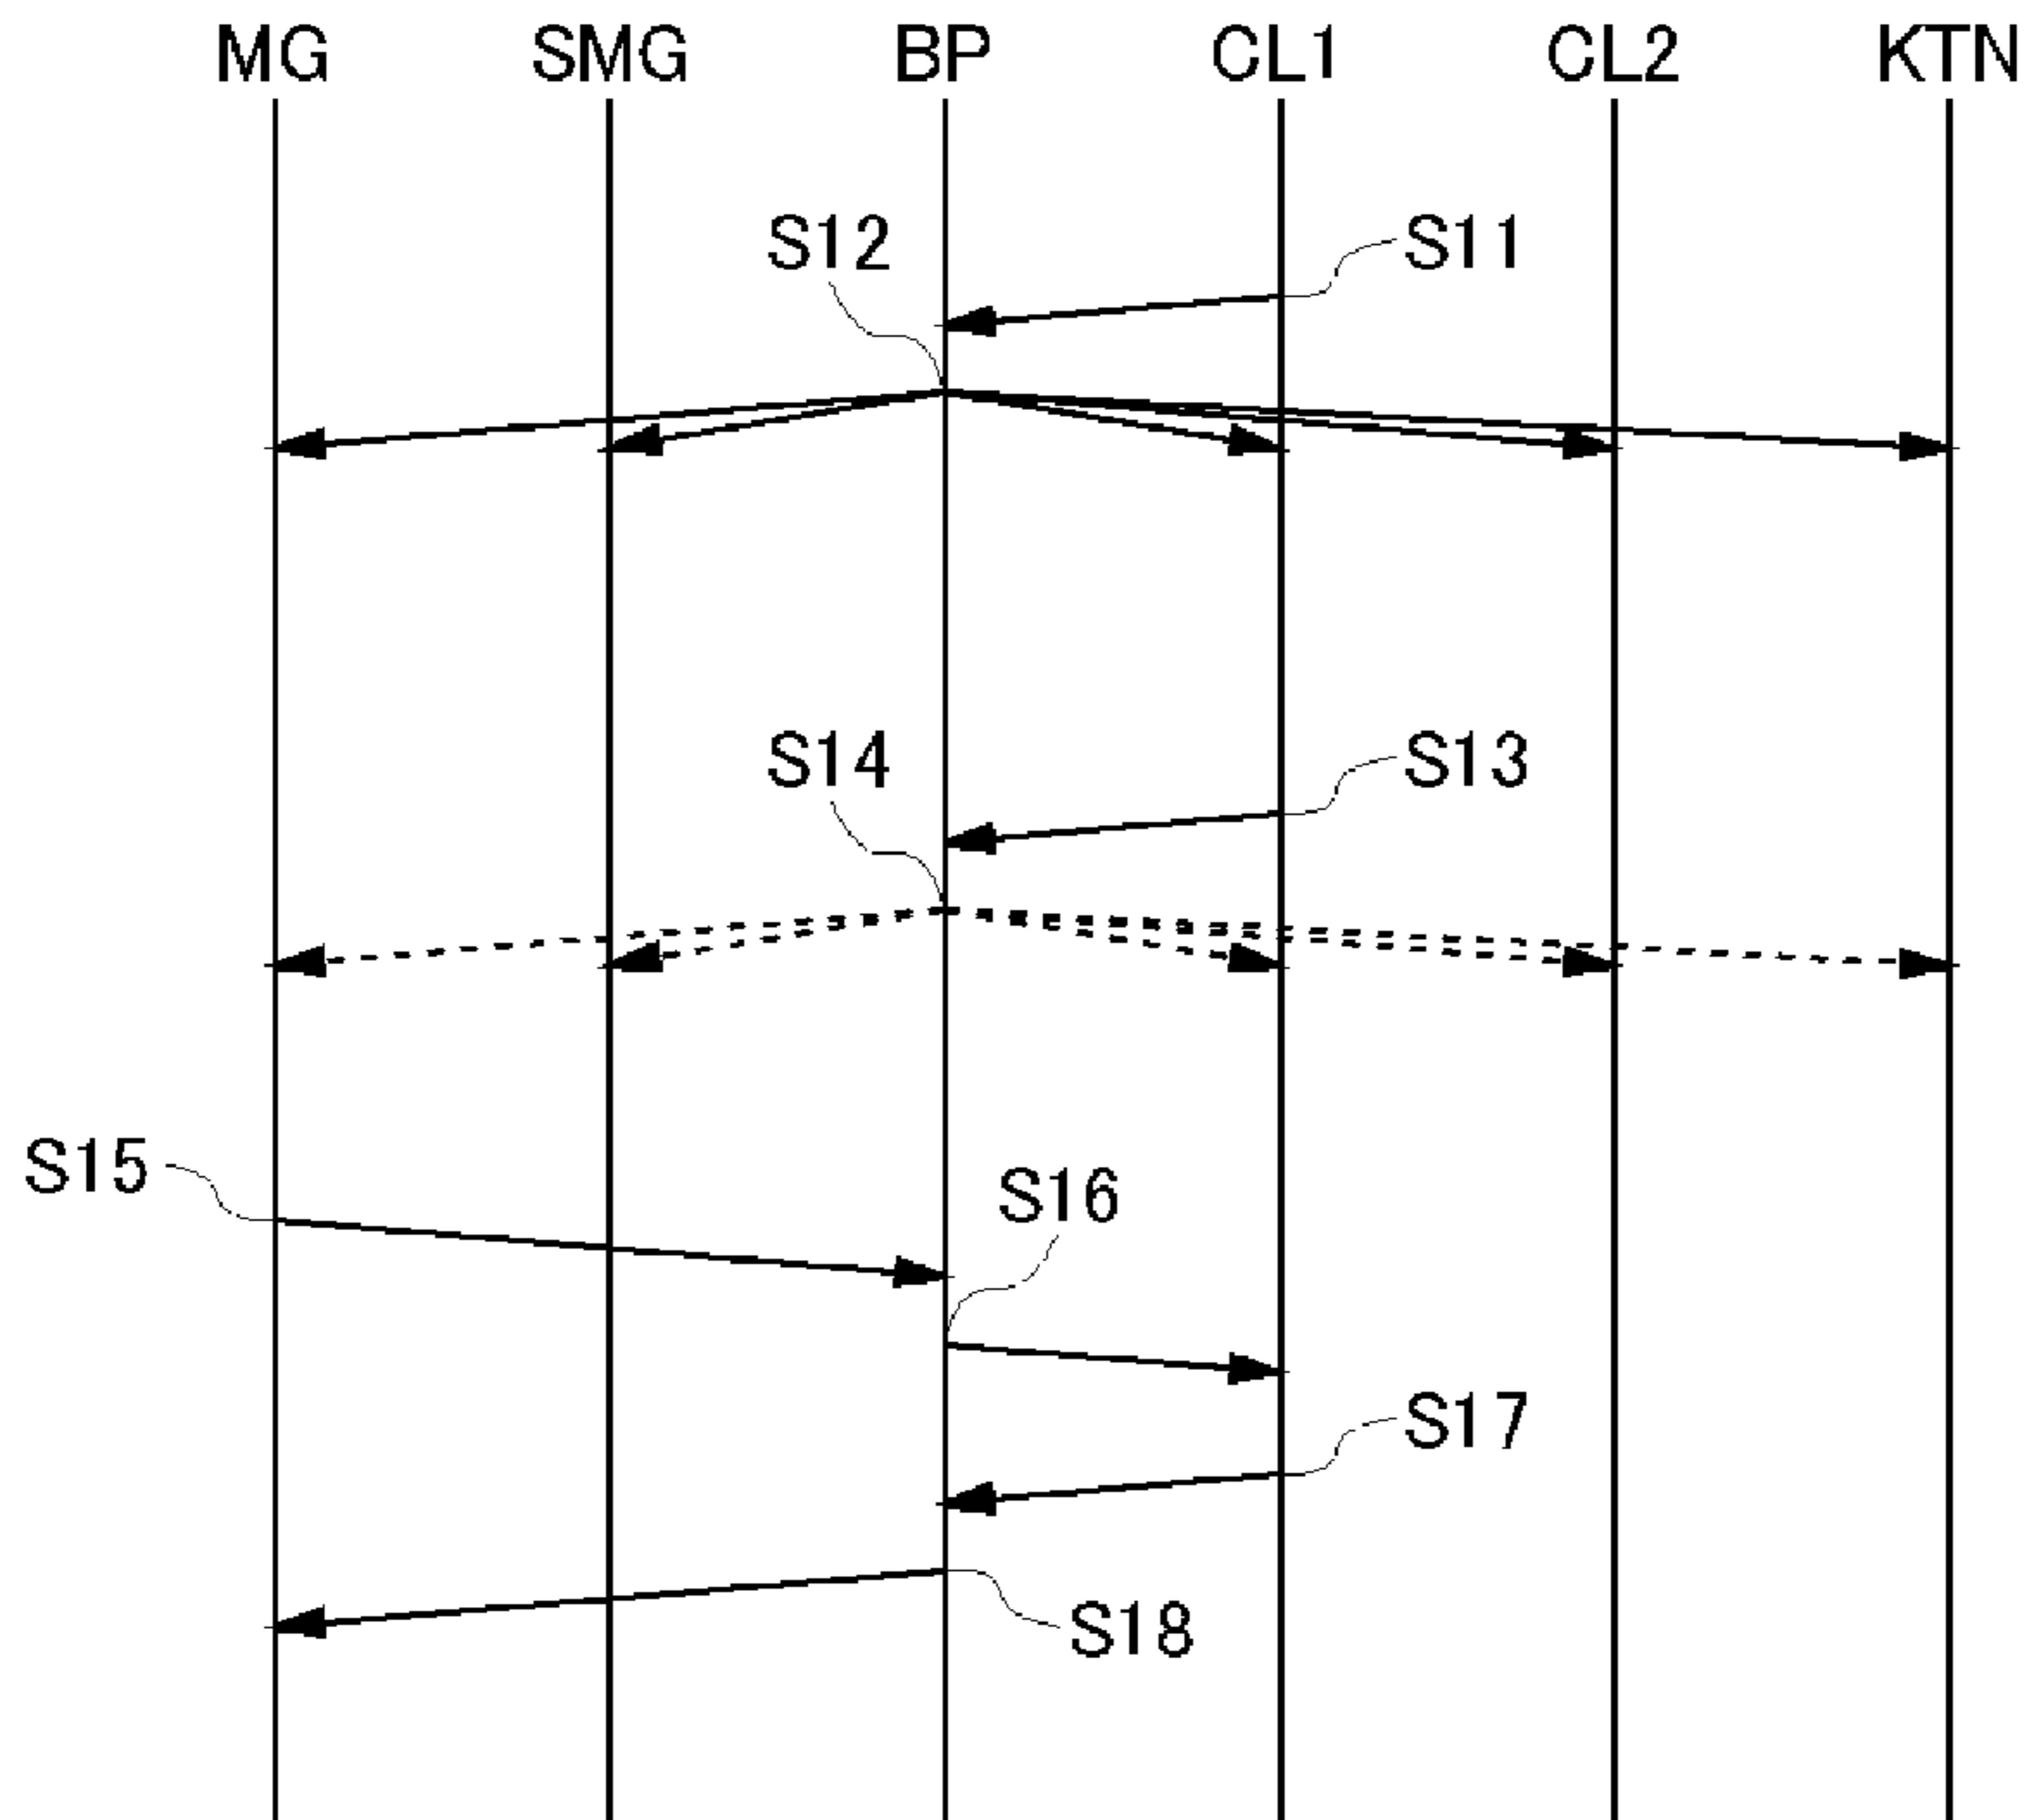 MG SMG BP CL1 CL2 KTN
S12 S11
S14 S13
S15
S16
S17
S18